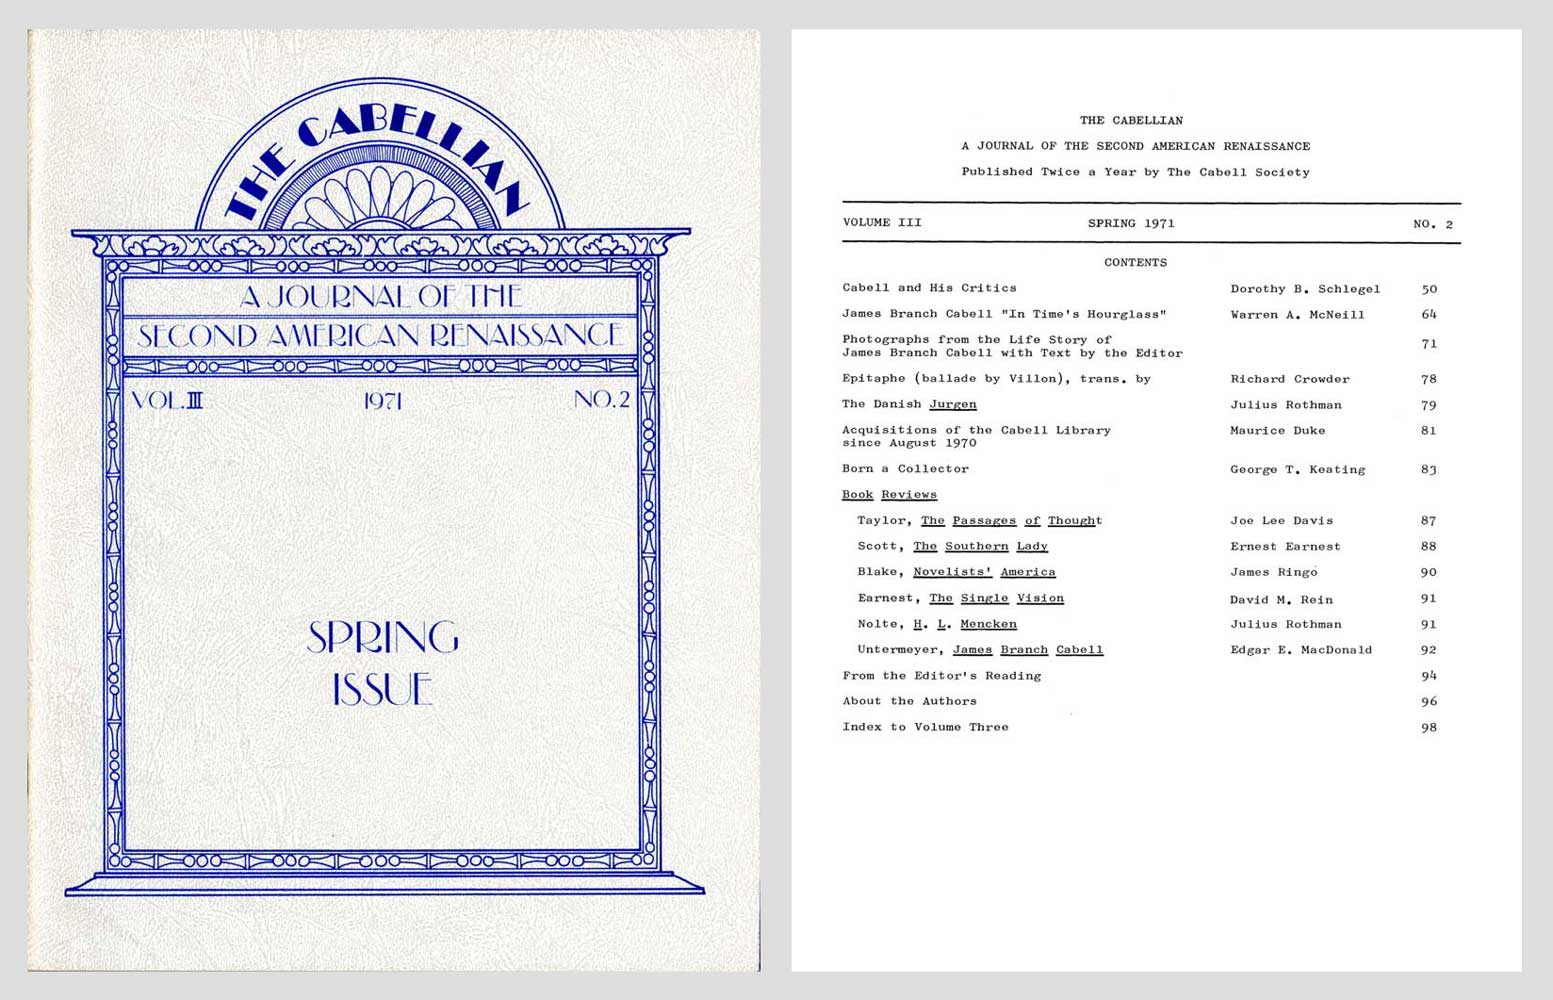 THE CABELLIAN
A JOURNAL OF THE
SECOND AMERICAN RENAISSANCE
VOL.III 1971 NO.2
SPRING
ISSUE
THE CABELLIAN
A JOURNAL OF THE SECOND AMERICAN RENAISSANCE
Published Twice a Year by The Cabell Society
VOLUME III SPRING 1971 NO. 2
CONTENTS
Cabell and His Critics Dorothy B. Schlegel 50
James Branch Cabell "In Time's Hourglass" Warren A. McNeill 64
Photographs from the Life Story of
James Branch Cabell with Text by the Editor 71
Epitaphe (ballade by Villon), trans. by Richard Crowder 78
The Danish Jurgen Julius Rothman 79
Acquisitions of the Cabell Library Maurice Duke 81
since August 1970
Born a Collector George T. Keating 83
Book Reviews
Taylor, The Passages of Thought Joe Lee Davis 87
Scott, The Southern Lady Ernest Earnest 88
Blake, Novelists' America James Ringo 90
Earnest, The Single Vision David M. Rein 91
Nolte, H. L. Mencken Julius Rothman 91
Untermeyer, James Branch Cabell Edgar E. MacDonald 92
From the Editor's Reading 94
About the Authors 96
Index to Volume Three 98